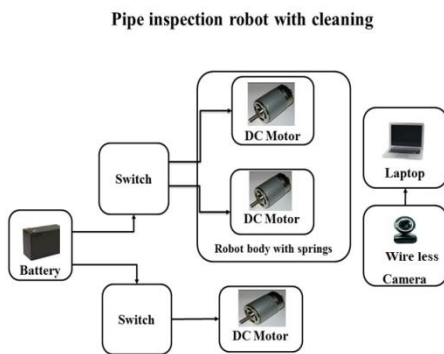 Pipe inspection robot with cleaning
DC Motor
Switch
Laptop
DC Motor
Robot body with springs
Wire less
Camera
Battery
Switch
DC Motor